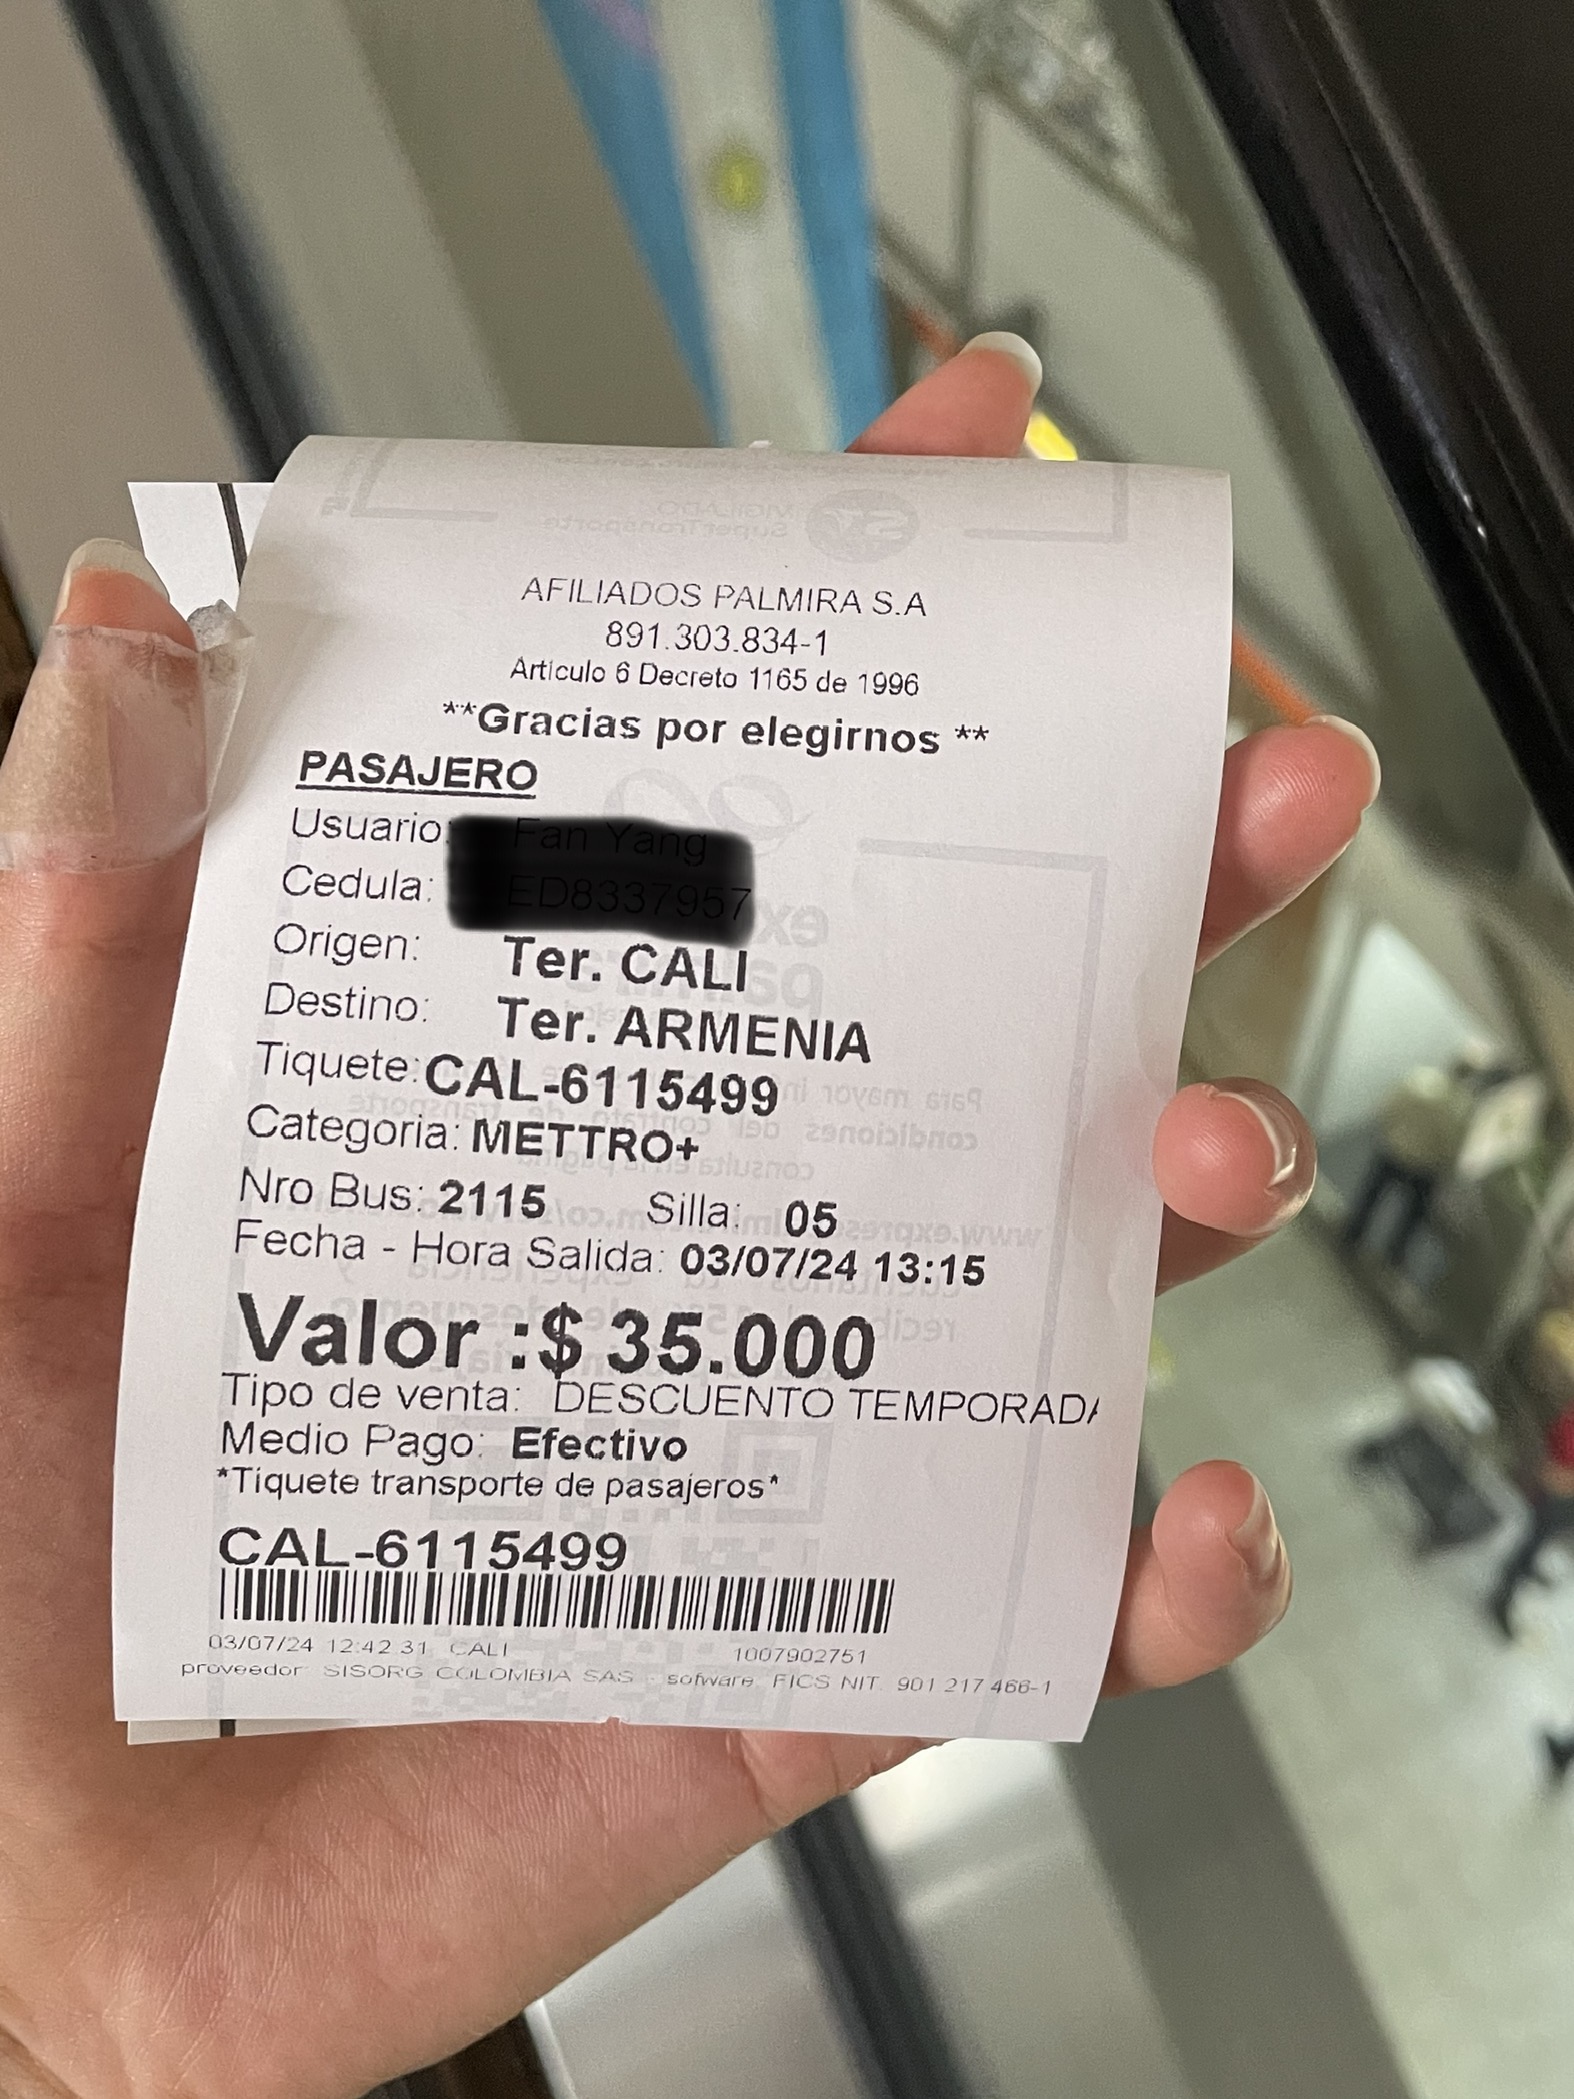 AFILIADOS PALMIRA S.A
891.303.834-1
Articulo 6 Decreto 1165 de 1996
**Gracias por elegirnos **
PASAJERO
Usuario:
Cedula:
Origen: Ter. CALI
Destino: Ter. ARMENIA
Tiquete: CAL-6115499
Categoria: METTRO+
Nro Bus: 2115 Silla: 05
Fecha - Hora Salida: 03/07/24 13:15
Valor :$ 35.000
Tipo de venta: DESCUENTO TEMPORADA
Medio Pago: Efectivo
*Tiquete transporte de pasajeros*
CAL-6115499
03/07/24 12:42:31 CALI 1007902751
proveedor: SISORG COLOMBIA SAS - sofware FICS NIT. 901 217 466-1